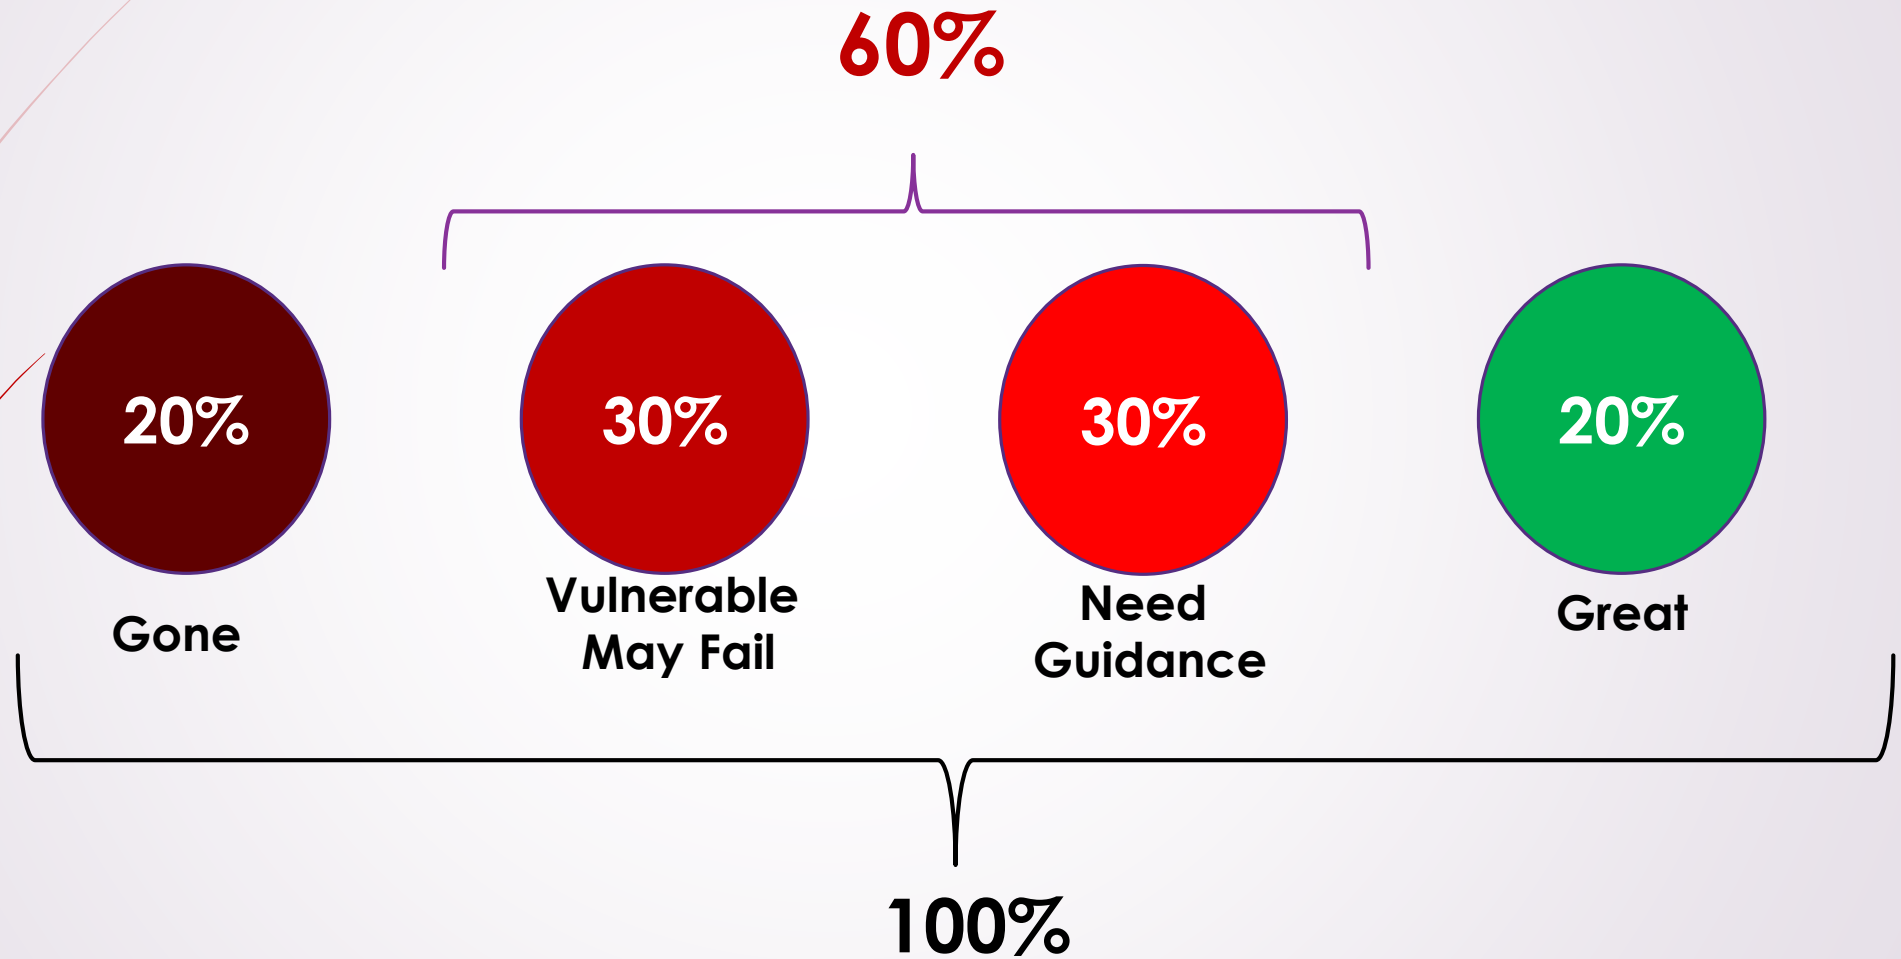 60%
20%
30%
30%
20%
Gone
Vulnerable
May Fail
Need
Guidance
Great
100%